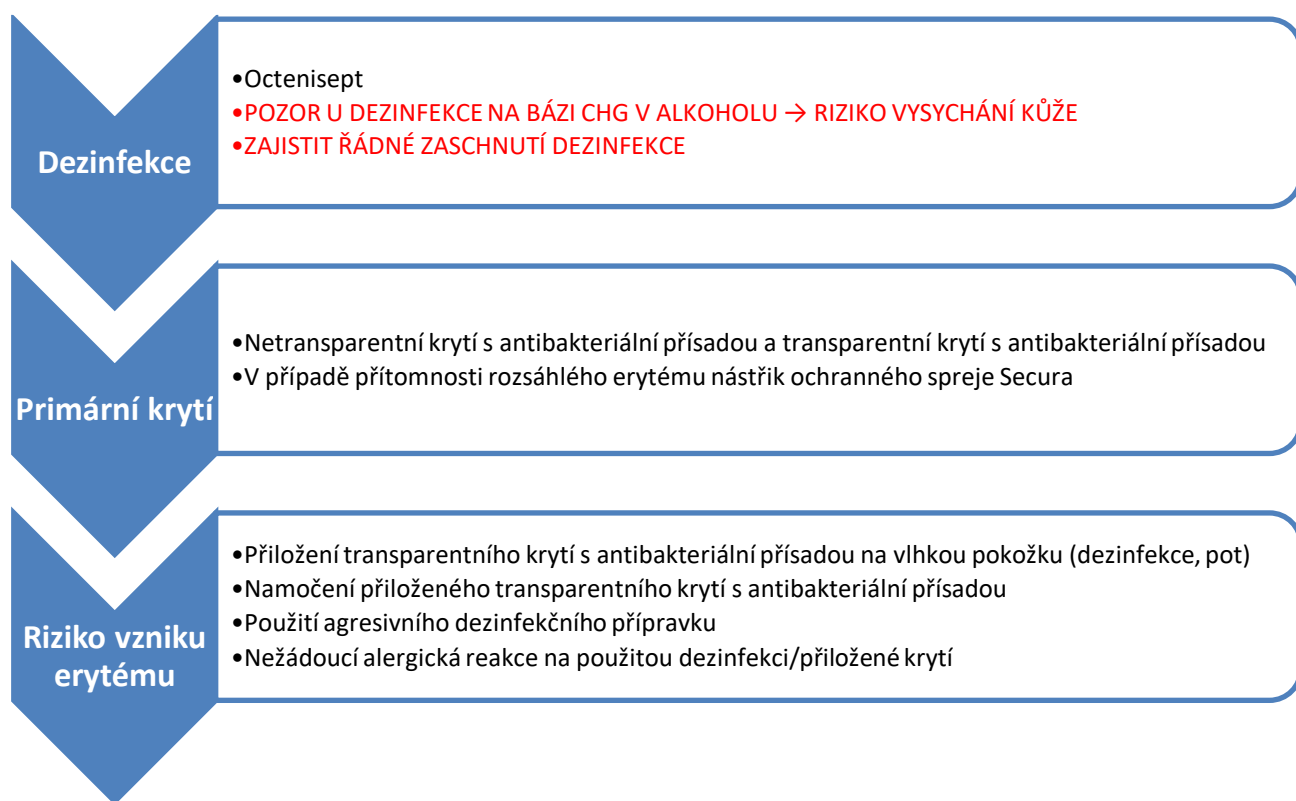 Dezinfekce
•Octenisept
•POZOR U DEZINFEKCE NA BÁZI CHG V ALKOHOLU → RIZIKO VYSYCHÁNÍ KŮŽE
•ZAJISTIT ŘÁDNÉ ZASCHNUTÍ DEZINFEKCE
Primární krytí
•Netransparentní krytí s antibakteriální přísadou a transparentní krytí s antibakteriální přísadou
•V případě přítomnosti rozsáhlého erytému nástřik ochranného spreje Secura
Riziko vzniku
erytému
•Přiložení transparentního krytí s antibakteriální přísadou na vlhkou pokožku (dezinfekce, pot)
•Namočení přiloženého transparentního krytí s antibakteriální přísadou
•Použití agresivního dezinfekčního přípravku
•Nežádoucí alergická reakce na použitou dezinfekci/přiložené krytí